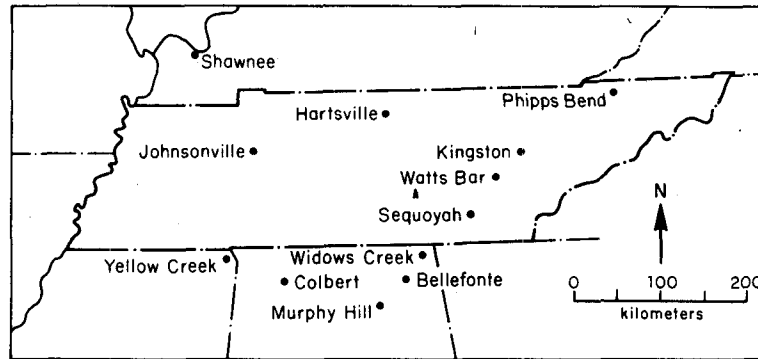 Shawnee
Phipps Bend
Hartsville
Johnsonville
Kingston
Watts Bar
N
Sequoyah
Yellow Creek
Widows Creek
Colbert
Bellefonte
0 100 200
Murphy Hill
kilometers